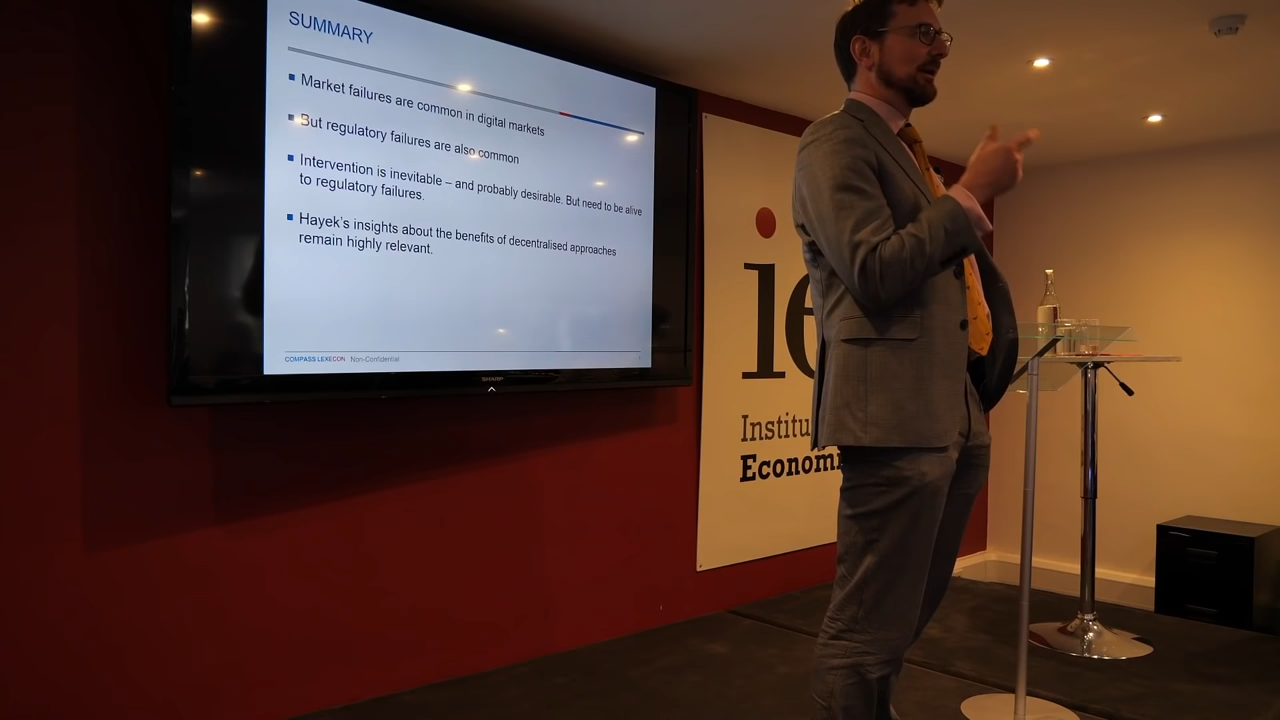 SUMMARY
Market failures are common in digital markets
But regulatory failures are also common
Intervention is inevitable – and probably desirable. But need to be alive
to regulatory failures.
Hayek's insights about the benefits of decentralised approaches
remain highly relevant.
COMPASS LEXECON Non-Confidential
SHARP
ie
Institu
Economi